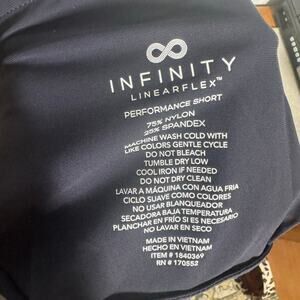 INFINITY
LINEARFLEX™
PERFORMANCE SHORT
75% NYLON
25% SPANDEX
MACHINE WASH COLD WITH
LIKE COLORS GENTLE CYCLE
DO NOT BLEACH
TUMBLE DRY LOW
COOL IRON IF NEEDED
DO NOT DRY CLEAN
LAVAR A MÁQUINA CON AGUA FRIA
CICLO SUAVE COMO COLORES
NO USAR BLANQUEADOR
SECADORA BAJA TEMPERATURA
PLANCHAR EN FRÍO SI ES NECESARIO
NO LAVAR EN SECO
MADE IN VIETNAM
HECHO EN VIETNAM
ITEM # 1840369
RN # 170552